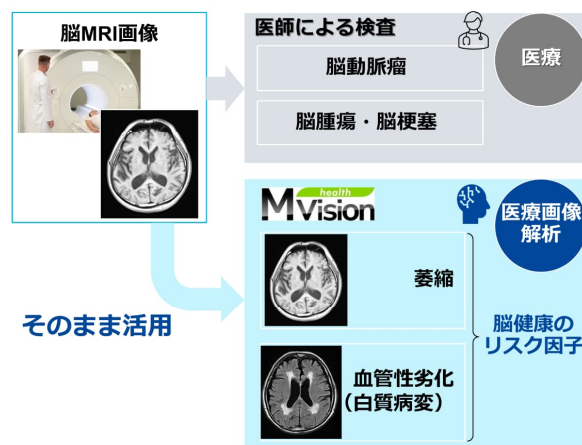 脳MRI画像
医師による検査
医療
脳動脈瘤
脳腫瘍・脳梗塞
health
MVision
医療画像
解析
萎縮
そのまま活用
脳健康の
リスク因子
血管性劣化
(白質病変)